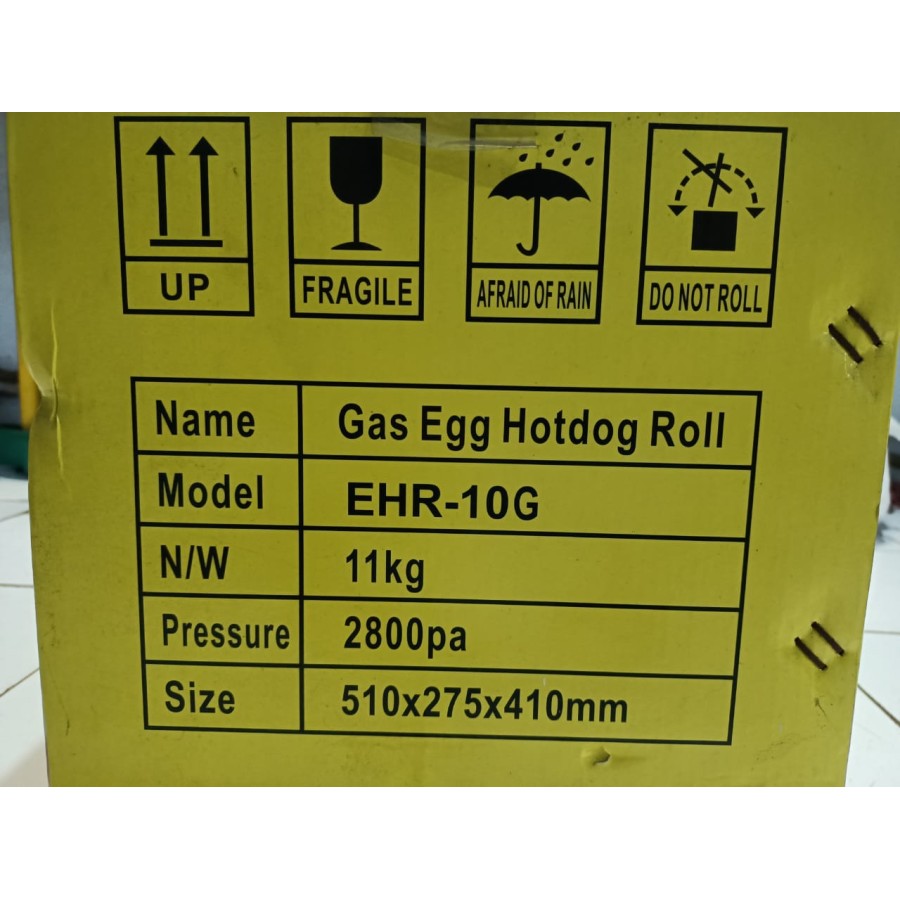 UP
FRAGILE
AFRAID OF RAIN
DO NOT ROLL
Name Gas Egg Hotdog Roll
Model EHR-10G
N/W 11kg
Pressure 2800pa
Size 510x275x410mm